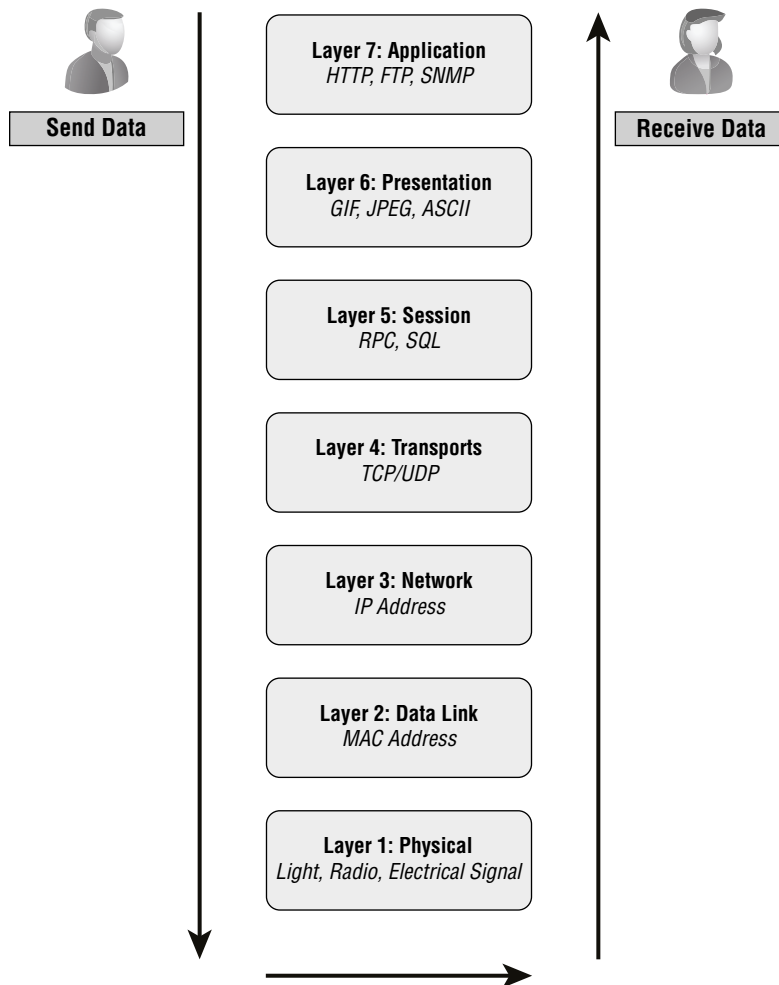 Send Data
Layer 7: Application
HTTP, FTP, SNMP
Receive Data
Layer 6: Presentation
GIF, JPEG, ASCII
Layer 5: Session
RPC, SQL
Layer 4: Transports
TCP/UDP
Layer 3: Network
IP Address
Layer 2: Data Link
MAC Address
Layer 1: Physical
Light, Radio, Electrical Signal